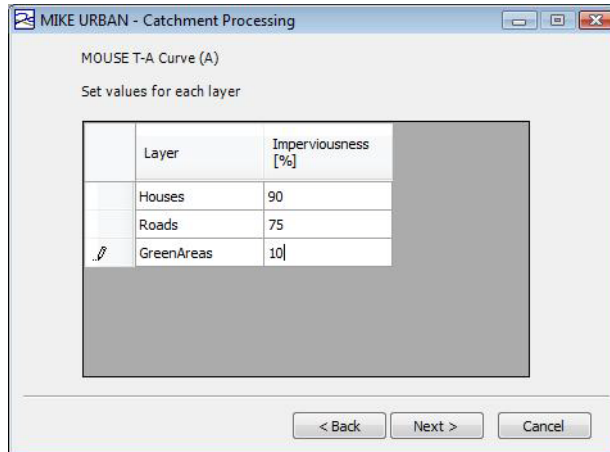 MIKE URBAN - Catchment Processing
MOUSE T-A Curve (A)
Set values for each layer
Layer Imperviousness
[%]
Houses 90
Roads 75
GreenAreas 10
< Back Next > Cancel